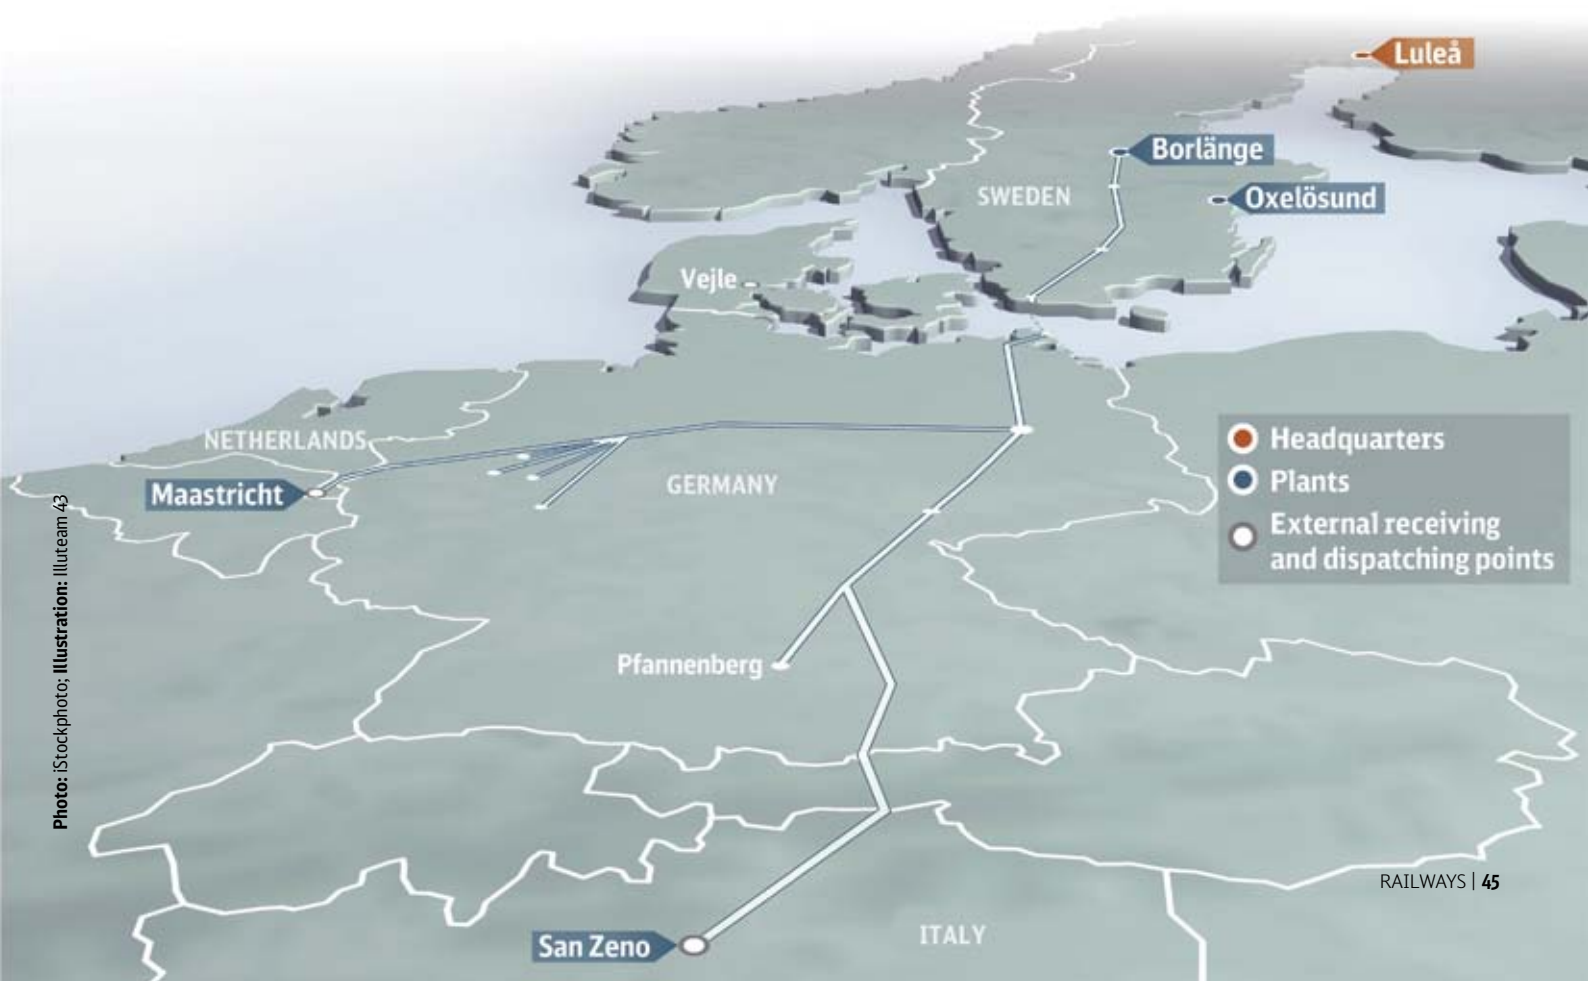 Luleå
Borlänge
SWEDEN
Oxelösund
Vejle
NETHERLANDS
Maastricht
GERMANY
Headquarters
Plants
External receiving
and dispatching points
Pfannenberg
Photo: iStockphoto; Illustration: Illuteam 43
San Zeno
ITALY
RAILWAYS | 45